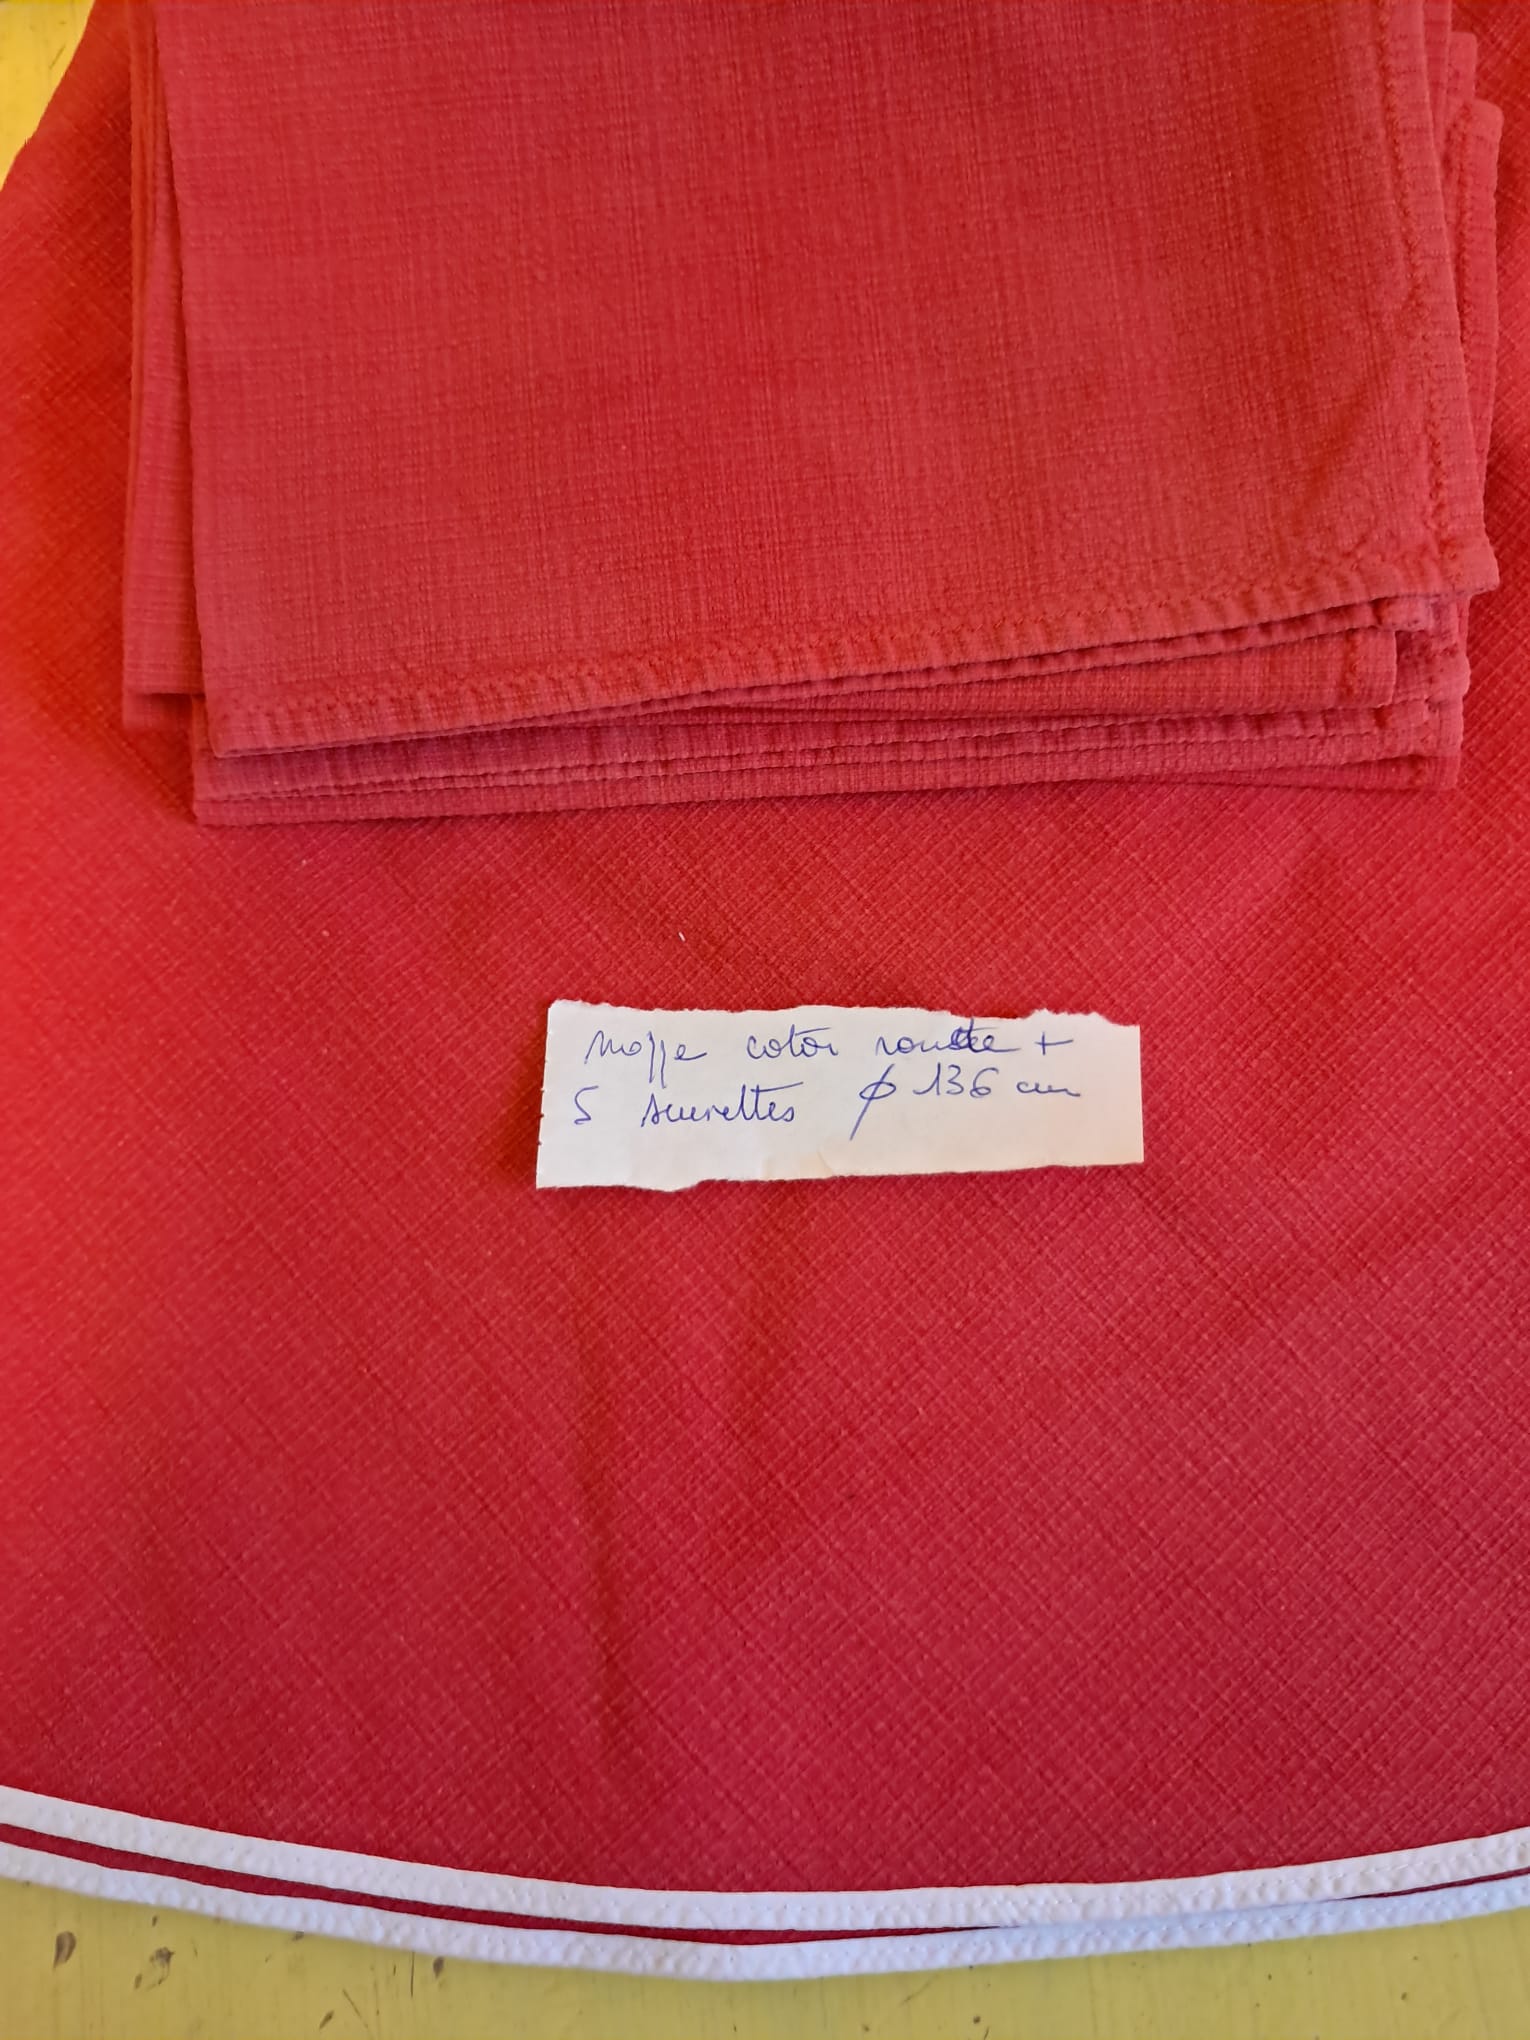 nappe coton ronde +
5 serviettes ϕ 136 cm